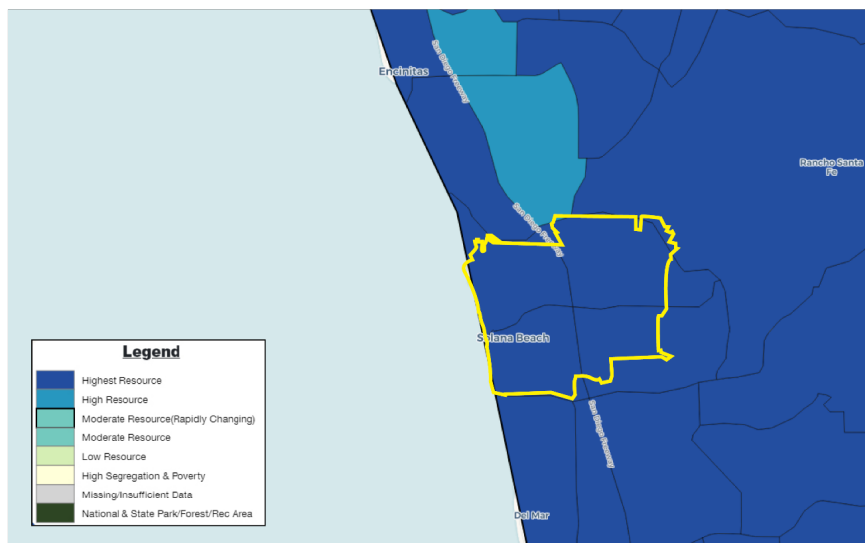 San Diego Freeway
Encinitas
Rancho Santa
Fe
San Diego Freeway
Solana Beach
Legend
Highest Resource
High Resource
Moderate Resource(Rapidly Changing)
Moderate Resource
Low Resource
High Segregation & Poverty
Missing/Insufficient Data
National & State Park/Forest/Rec Area
San Diego Freeway
Del Mar